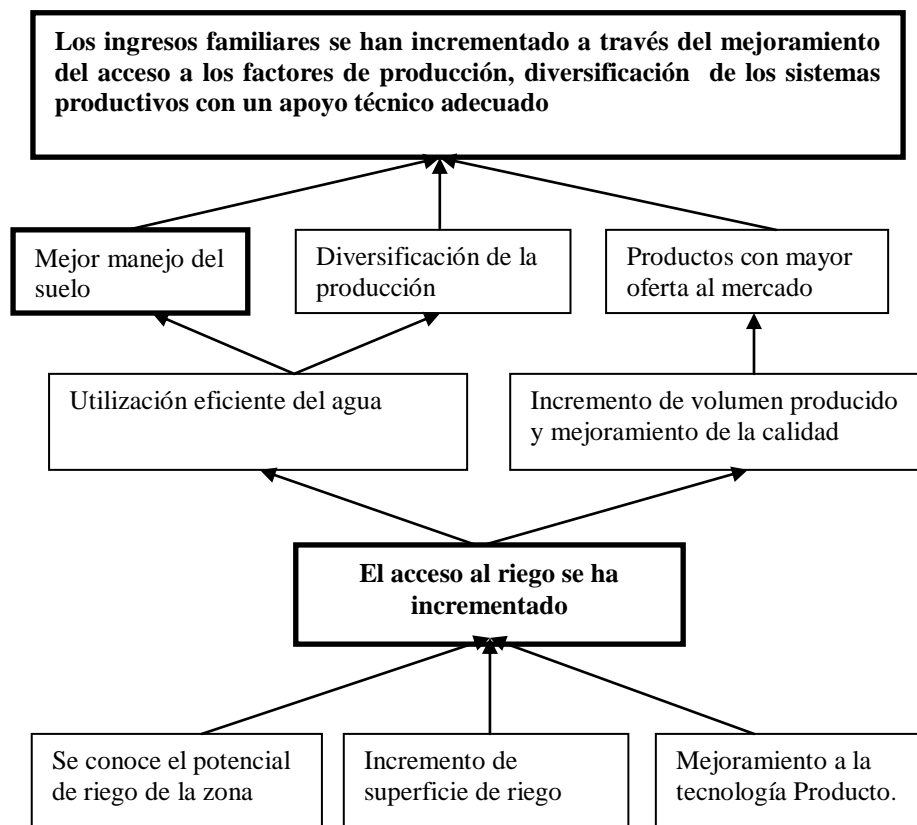 Los ingresos familiares se han incrementado a través del mejoramiento
del acceso a los factores de producción, diversificación de los sistemas
productivos con un apoyo técnico adecuado
Mejor manejo del
suelo
Diversificación de la
producción
Productos con mayor
oferta al mercado
Utilización eficiente del agua
Incremento de volumen producido
y mejoramiento de la calidad
El acceso al riego se ha
incrementado
Se conoce el potencial
de riego de la zona
Incremento de
superficie de riego
Mejoramiento a la
tecnología Producto.